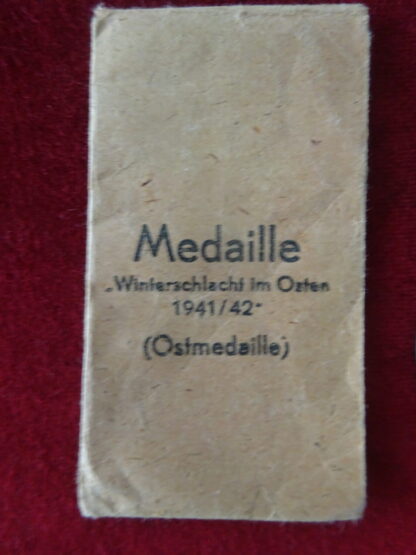 Medaille
„Winterschlacht im Osten
1941/42“
(Ostmedaille)